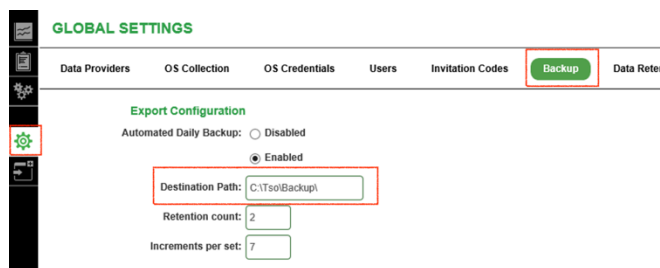 GLOBAL SETTINGS
Data Providers OS Collection OS Credentials Users Invitation Codes Backup Data Reten
Export Configuration
Automated Daily Backup: Disabled
Enabled
Destination Path: C:\Tso\Backup\
Retention count: 2
Increments per set: 7